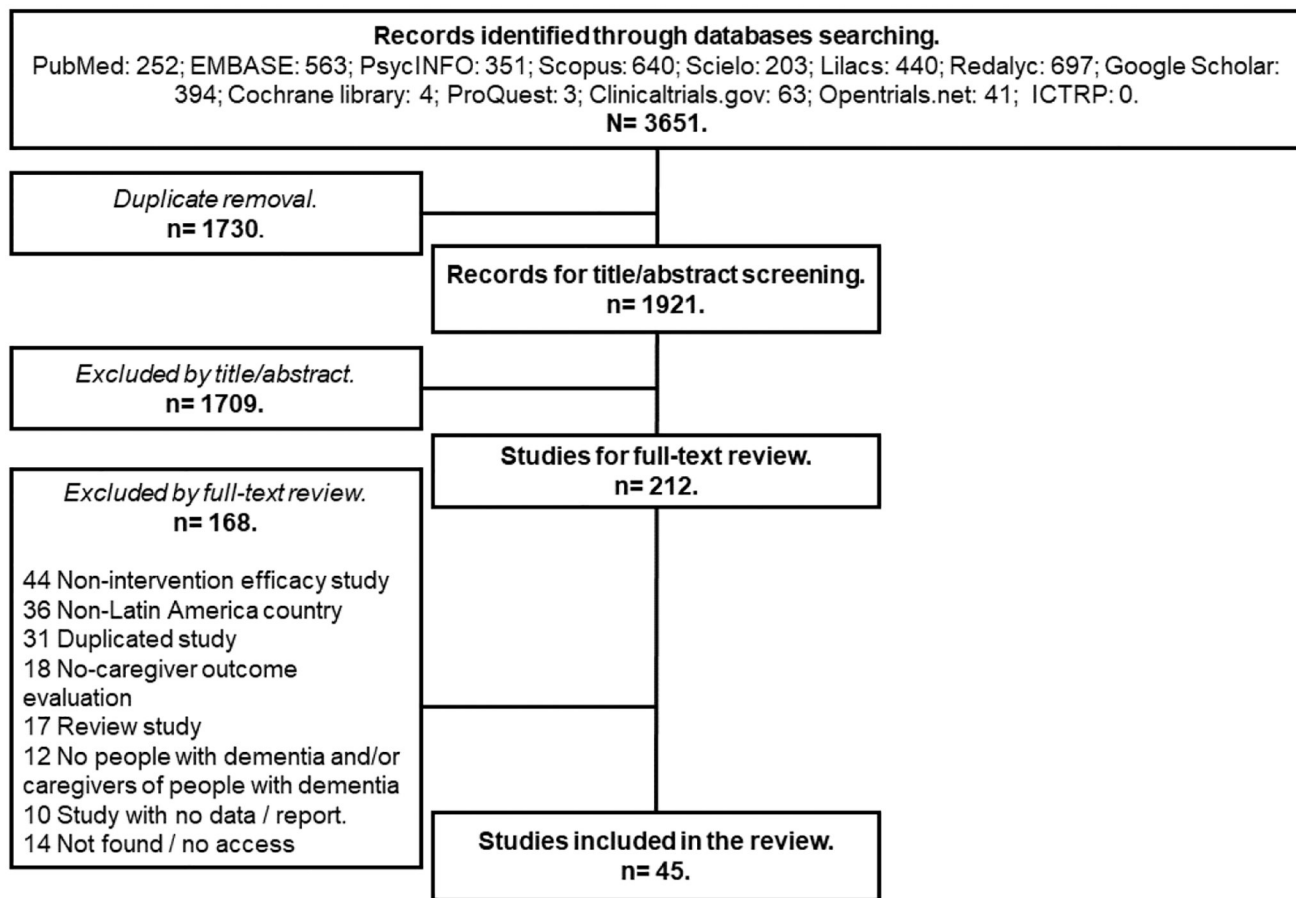 Records identified through databases searching.
PubMed: 252; EMBASE: 563; PsycINFO: 351; Scopus: 640; Scielo: 203; Lilacs: 440; Redalyc: 697; Google Scholar:
394; Cochrane library: 4; ProQuest: 3; Clinicaltrials.gov: 63; Opentrials.net: 41; ICTRP: 0.
N= 3651.
Duplicate removal.
n= 1730.
Records for title/abstract screening.
n= 1921.
Excluded by title/abstract.
n= 1709.
Studies for full-text review.
n= 212.
Excluded by full-text review.
n= 168.
44 Non-intervention efficacy study
36 Non-Latin America country
31 Duplicated study
18 No-caregiver outcome
evaluation
17 Review study
12 No people with dementia and/or
caregivers of people with dementia
10 Study with no data / report.
14 Not found / no access
Studies included in the review.
n= 45.